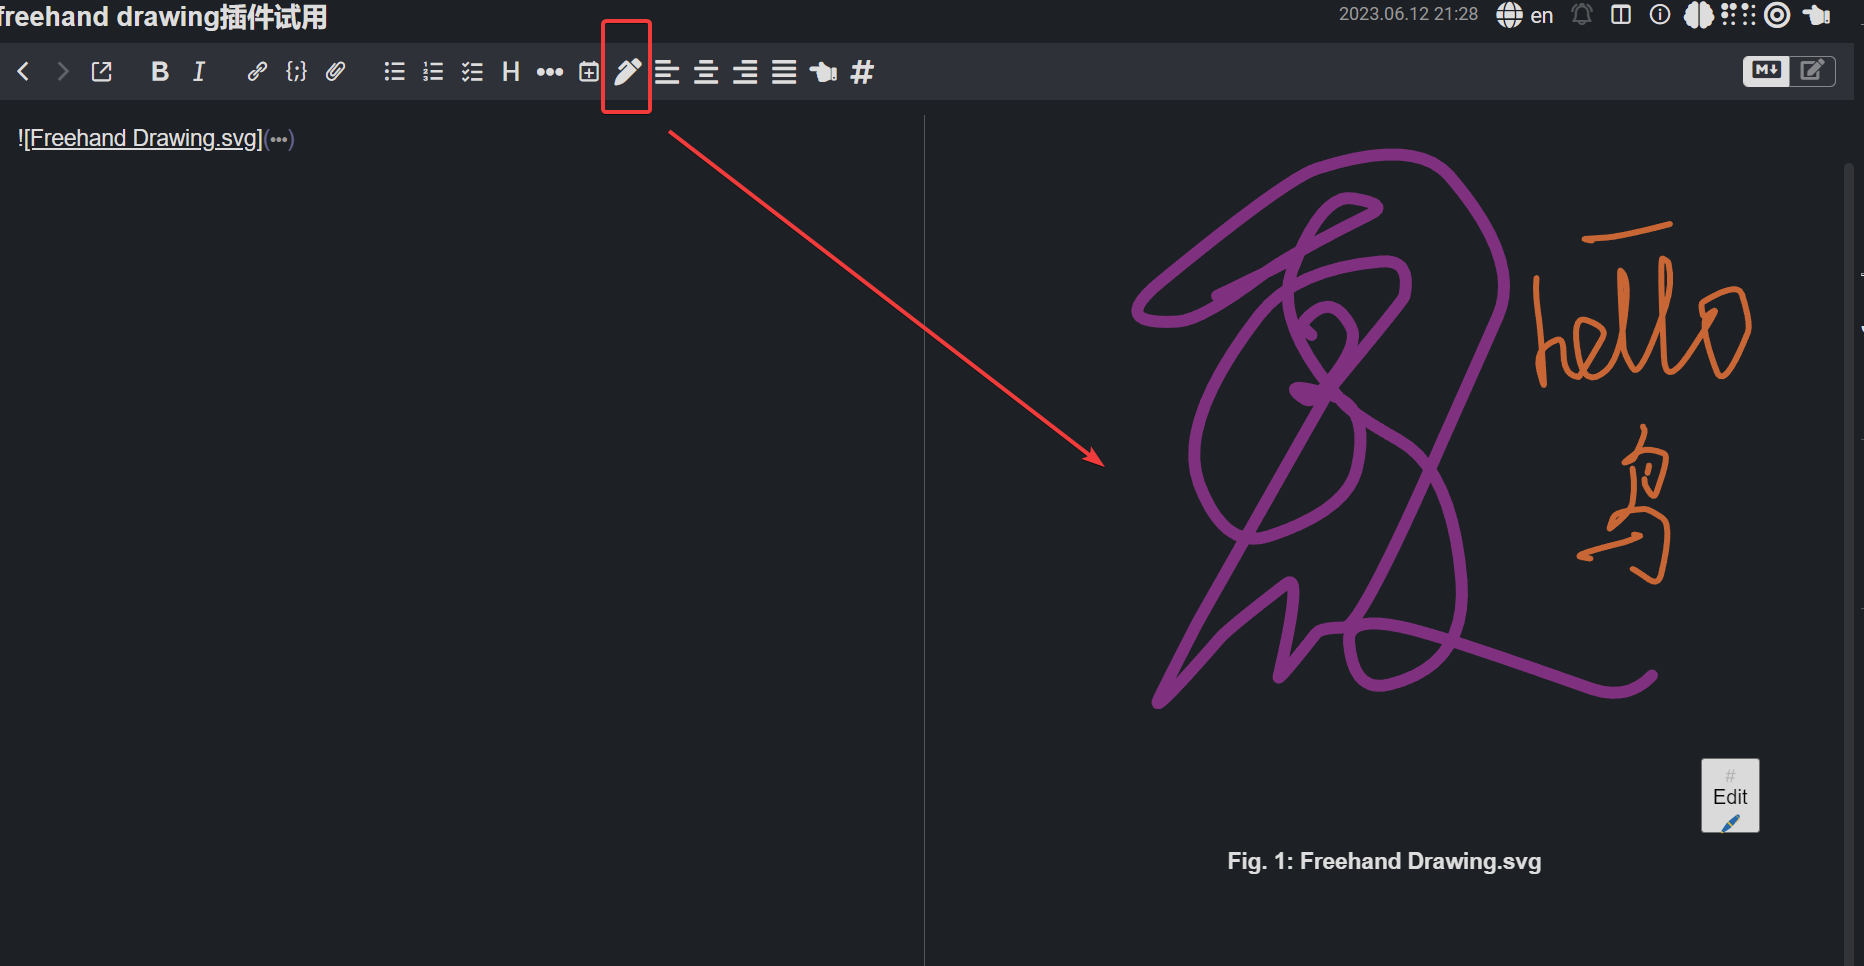 freehand drawing插件试用
2023.06.12 21:28 en
B I {;} H #
M↓
![Freehand Drawing.svg](•••)
hello
鸟
#
Edit
Fig. 1: Freehand Drawing.svg